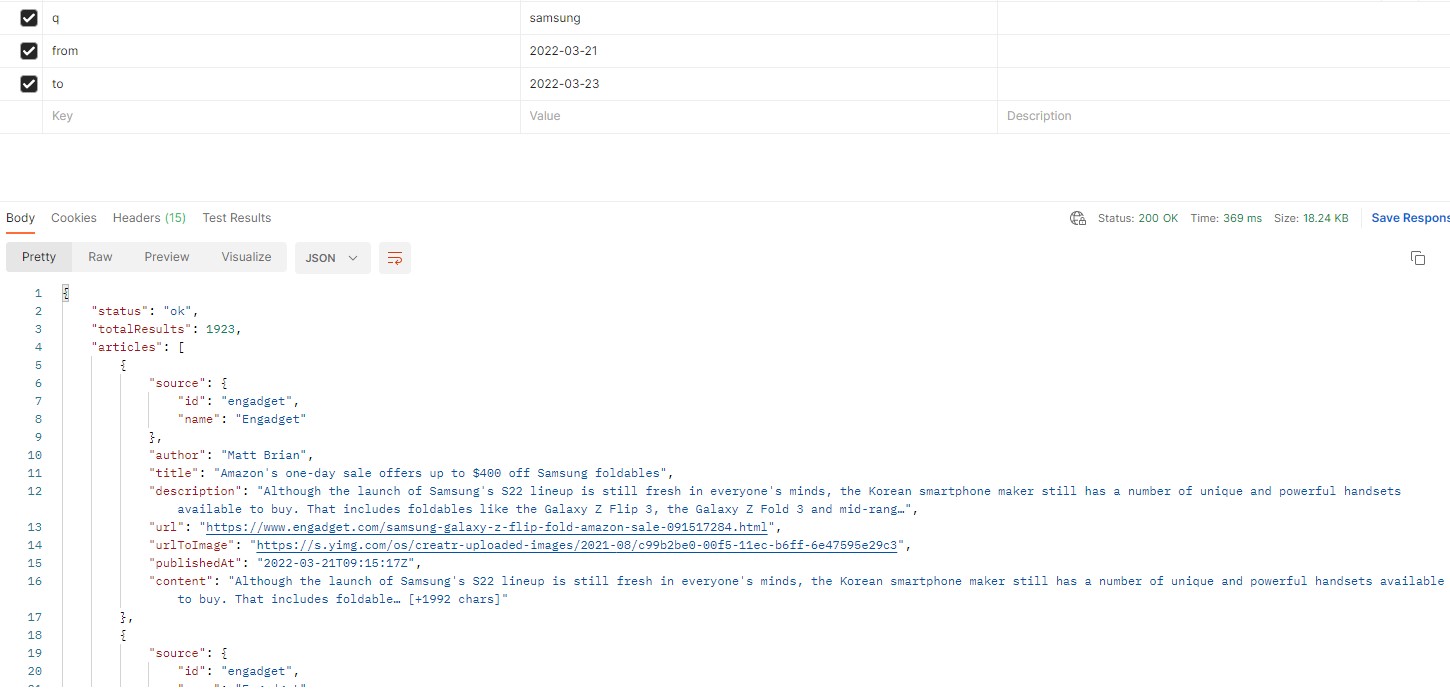 q samsung
from 2022-03-21
to 2022-03-23
Key Value Description
Body Cookies Headers (15) Test Results Status: 200 OK Time: 369 ms Size: 18.24 KB Save Respons
Pretty Raw Preview Visualize JSON
1 {
2 "status": "ok",
3 "totalResults": 1923,
4 "articles": [
5 {
6 "source": {
7 "id": "engadget",
8 "name": "Engadget"
9 },
10 "author": "Matt Brian",
11 "title": "Amazon's one-day sale offers up to $400 off Samsung foldables",
12 "description": "Although the launch of Samsung's S22 lineup is still fresh in everyone's minds, the Korean smartphone maker still has a number of unique and powerful handsets
available to buy. That includes foldables like the Galaxy Z Flip 3, the Galaxy Z Fold 3 and mid-rang…",
13 "url": "https://www.engadget.com/samsung-galaxy-z-flip-fold-amazon-sale-091517284.html",
14 "urlToImage": "https://s.yimg.com/os/creatr-uploaded-images/2021-08/c99b2be0-00f5-11ec-b6ff-6e47595e29c3",
15 "publishedAt": "2022-03-21T09:15:17Z",
16 "content": "Although the launch of Samsung's S22 lineup is still fresh in everyone's minds, the Korean smartphone maker still has a number of unique and powerful handsets available
to buy. That includes foldable… [+1992 chars]"
17 },
18 {
19 "source": {
20 "id": "engadget",